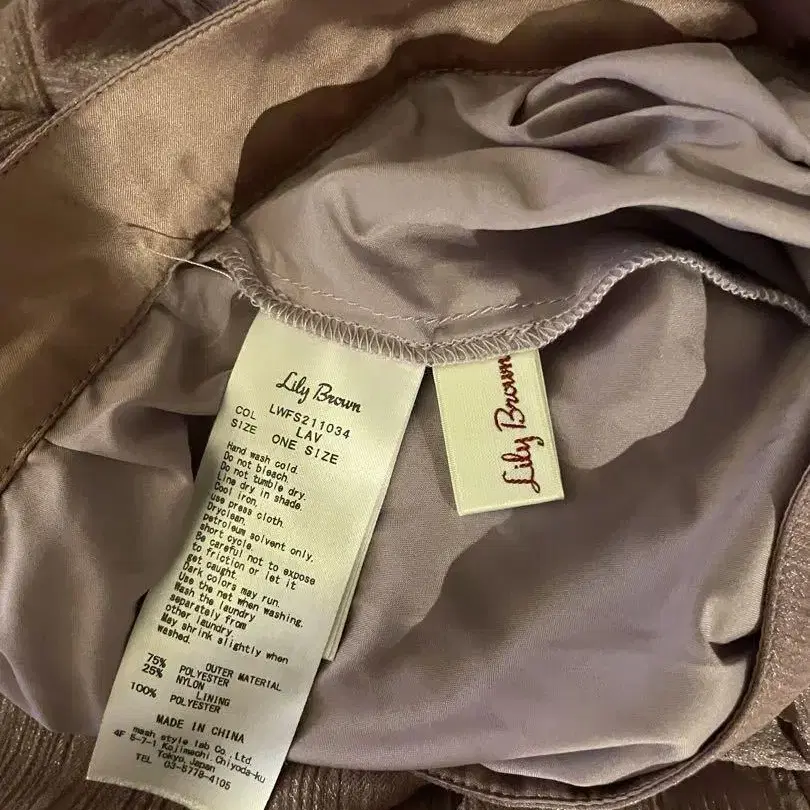 Lily Brown
LWFS211034
COL LAV
SIZE ONE SIZE
Hand wash cold.
Do not bleach.
Do not tumble dry.
Line dry in shade.
Cool iron.
use press cloth.
Dryclean.
petroleum solvent only.
short cycle.
Be careful not to expose
to friction or let it
get caught.
Dark colors may run.
Use the net when washing.
Wash the laundry
separately from
other laundry.
May shrink slightly when
washed.
OUTER MATERIAL
75% POLYESTER
25% NYLON
LINING
100% POLYESTER
MADE IN CHINA
mash style lab Co., Ltd.
4F 5-7-1 Kojimachi, Chiyoda-ku
Tokyo, Japan
TEL 03-5778-4105
Lily Brown